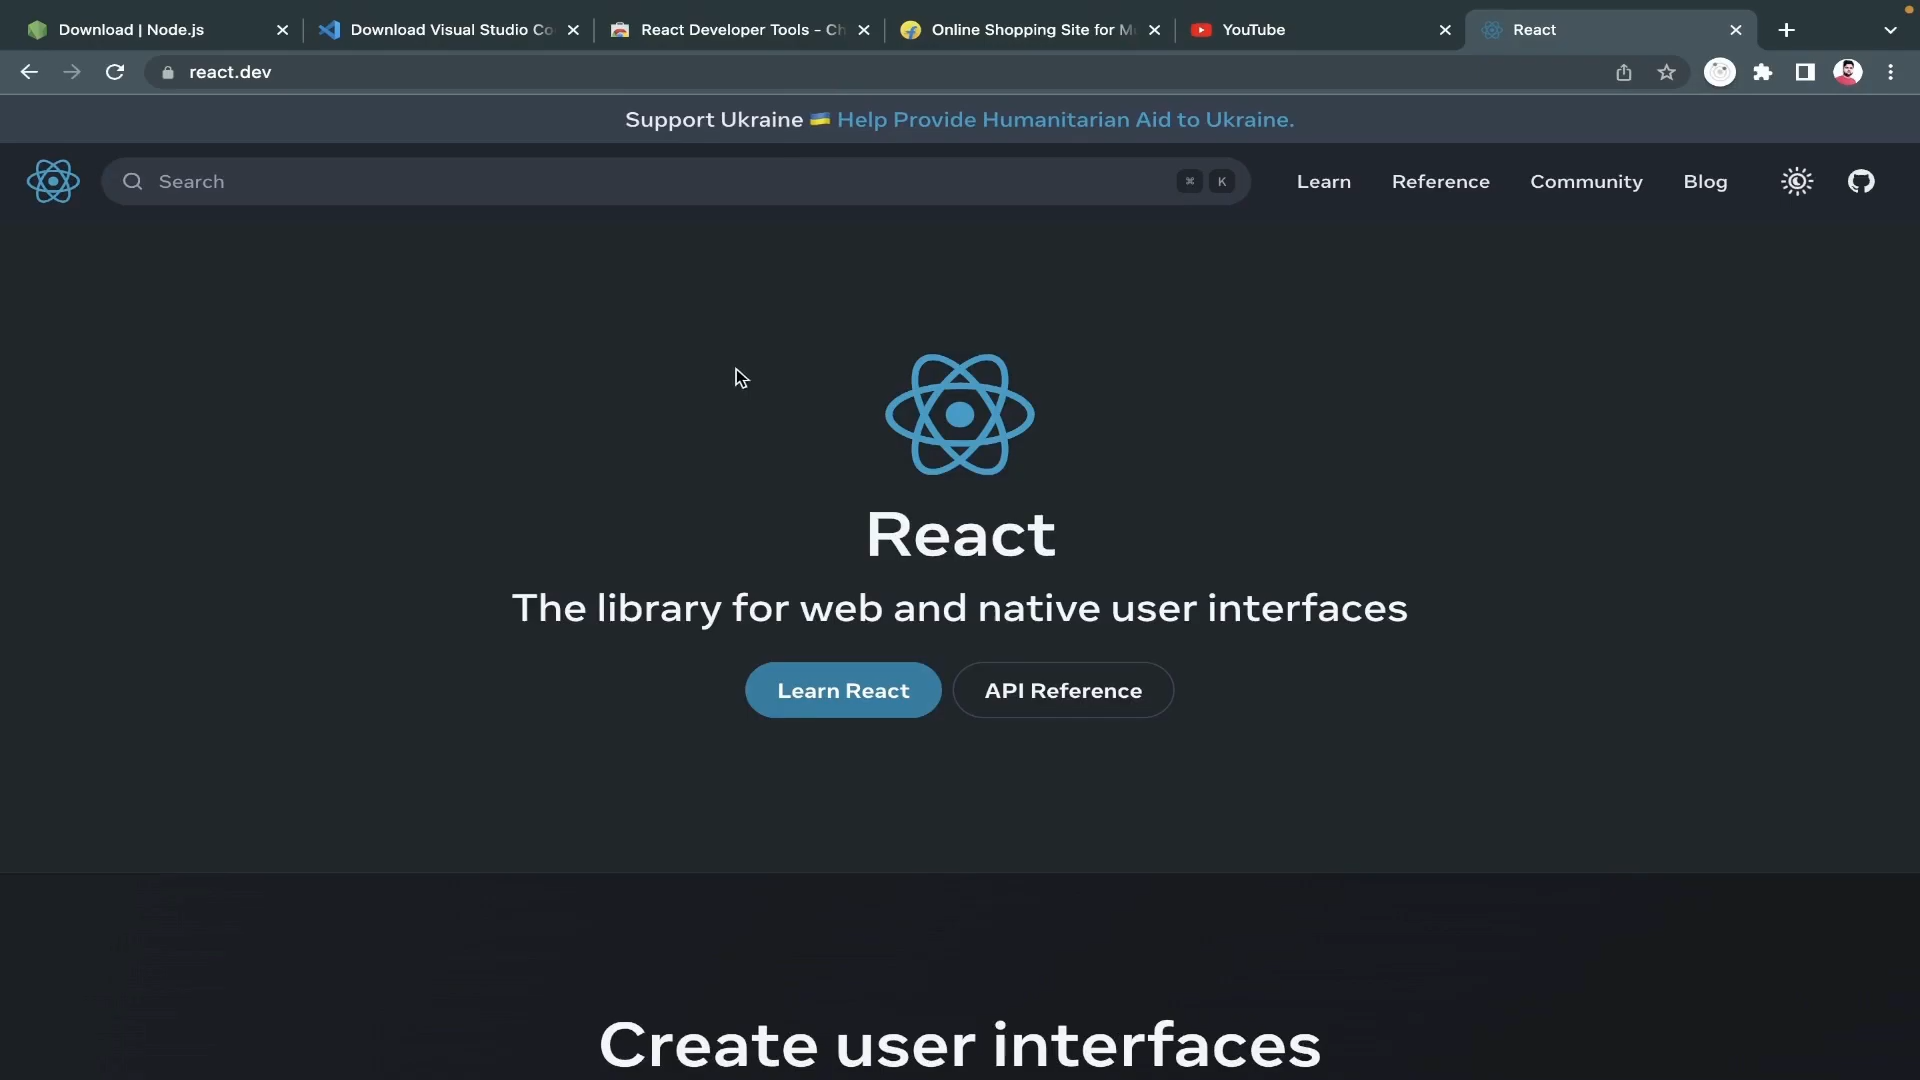 Download | Node.js
Download Visual Studio Co
React Developer Tools - Ch
Online Shopping Site for M
YouTube
React
react.dev
Support Ukraine 🇺🇦 Help Provide Humanitarian Aid to Ukraine.
Search
⌘ K
Learn
Reference
Community
Blog
React
The library for web and native user interfaces
Learn React
API Reference
Create user interfaces